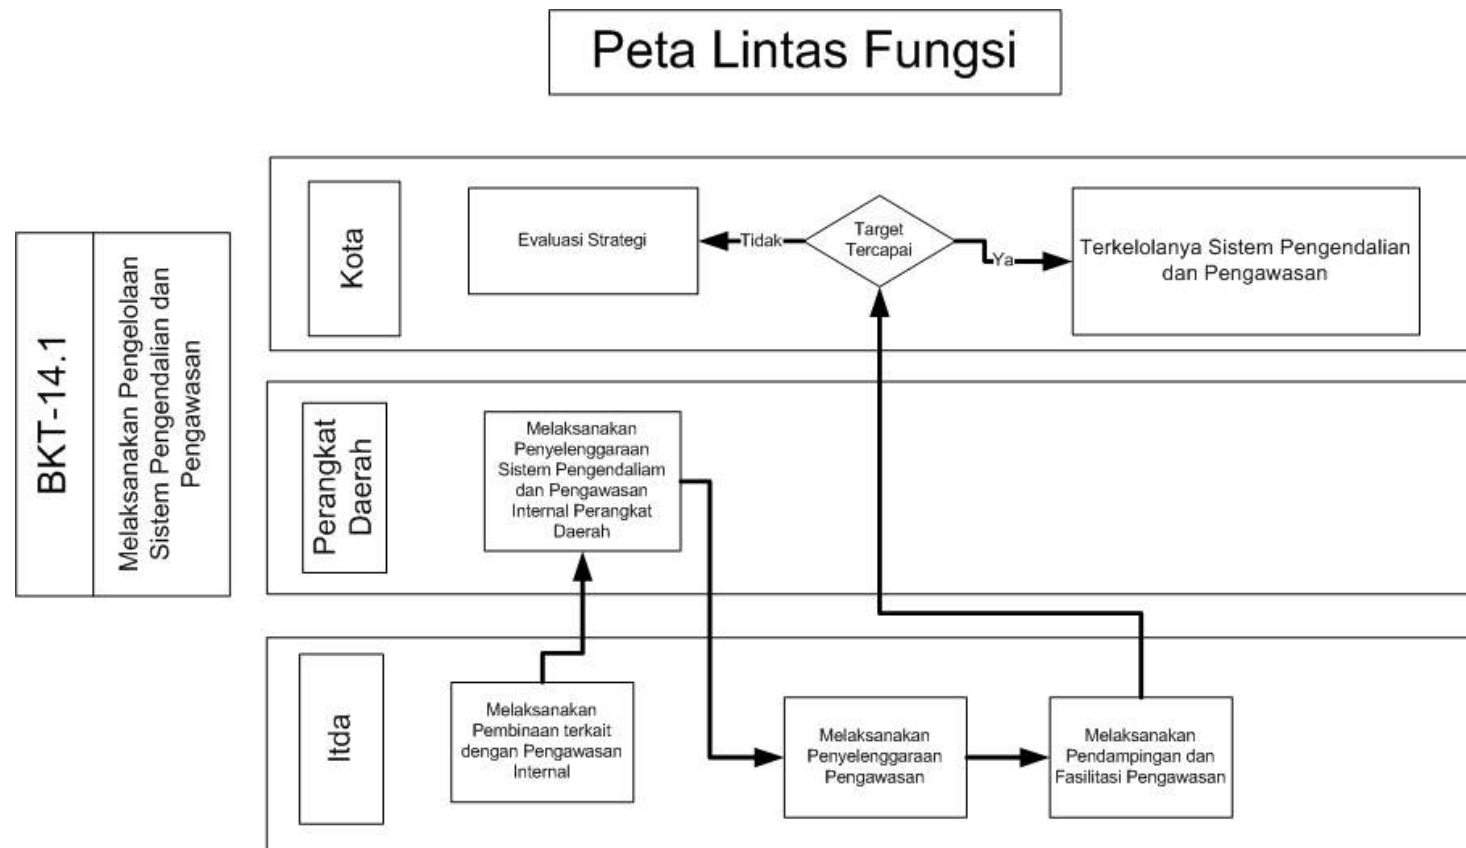 Peta Lintas Fungsi
BKT-14.1
Melaksanakan Pengelolaan
Sistem Pengendalian dan
Pengawasan
Kota
Evaluasi Strategi
Tidak
Target
Tercapai
Ya
Terkelolanya Sistem Pengendalian
dan Pengawasan
Perangkat
Daerah
Melaksanakan
Penyelenggaraan
Sistem Pengendaliam
dan Pengawasan
Internal Perangkat
Daerah
Itda
Melaksanakan
Pembinaan terkait
dengan Pengawasan
Internal
Melaksanakan
Penyelenggaraan
Pengawasan
Melaksanakan
Pendampingan dan
Fasilitasi Pengawasan